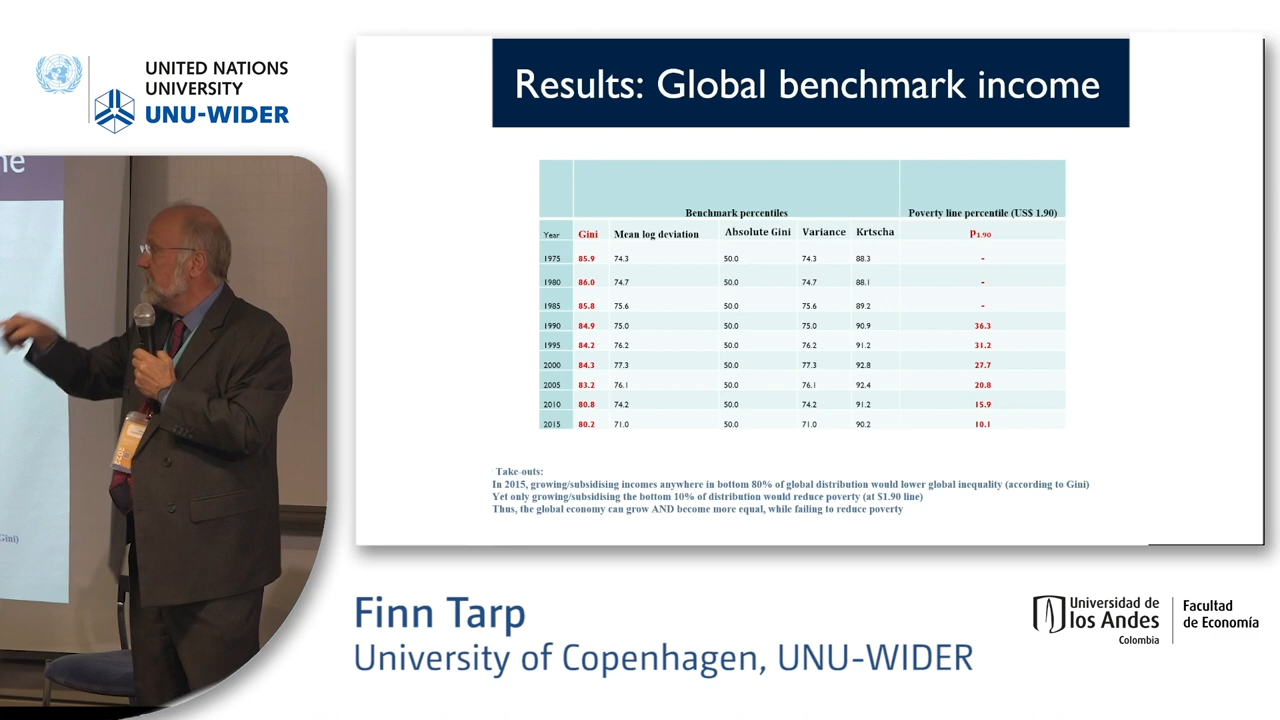 UNITED NATIONS
UNIVERSITY
UNU-WIDER
ne
Gini)
Results: Global benchmark income
Benchmark percentiles Poverty line percentile (US$ 1.90)
Year Gini Mean log deviation Absolute Gini Variance Krtscha P1.90
1975 85.9 74.3 50.0 74.3 88.3 -
1980 86.0 74.7 50.0 74.7 88.1 -
1985 85.8 75.6 50.0 75.6 89.2 -
1990 84.9 75.0 50.0 75.0 90.9 36.3
1995 84.2 76.2 50.0 76.2 91.2 31.2
2000 84.3 77.3 50.0 77.3 92.8 27.7
2005 83.2 76.1 50.0 76.1 92.4 20.8
2010 80.8 74.2 50.0 74.2 91.2 15.9
2015 80.2 71.0 50.0 71.0 90.2 10.1
Take-outs:
In 2015, growing/subsidising incomes anywhere in bottom 80% of global distribution would lower global inequality (according to Gini)
Yet only growing/subsidising the bottom 10% of distribution would reduce poverty (at $1.90 line)
Thus, the global economy can grow AND become more equal, while failing to reduce poverty
Finn Tarp
University of Copenhagen, UNU-WIDER
Universidad de
los Andes
Colombia
Facultad
de Economía